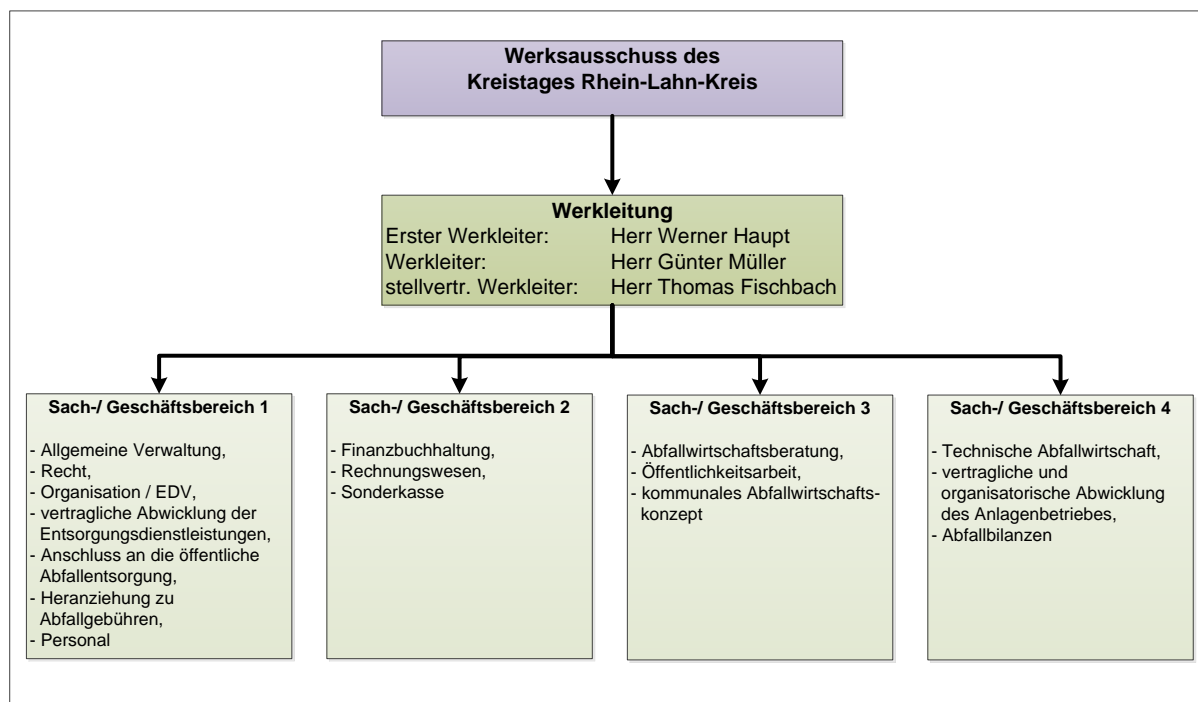 Werksausschuss des
Kreistages Rhein-Lahn-Kreis
Werkleitung
Erster Werkleiter: Herr Werner Haupt
Werkleiter: Herr Günter Müller
stellvertr. Werkleiter: Herr Thomas Fischbach
Sach-/ Geschäftsbereich 1
- Allgemeine Verwaltung,
- Recht,
- Organisation / EDV,
- vertragliche Abwicklung der
Entsorgungsdienstleistungen,
- Anschluss an die öffentliche
Abfallentsorgung,
- Heranziehung zu
Abfallgebühren,
- Personal
Sach-/ Geschäftsbereich 2
- Finanzbuchhaltung,
- Rechnungswesen,
- Sonderkasse
Sach-/ Geschäftsbereich 3
- Abfallwirtschaftsberatung,
- Öffentlichkeitsarbeit,
- kommunales Abfallwirtschafts-
konzept
Sach-/ Geschäftsbereich 4
- Technische Abfallwirtschaft,
- vertragliche und
organisatorische Abwicklung
des Anlagenbetriebes,
- Abfallbilanzen